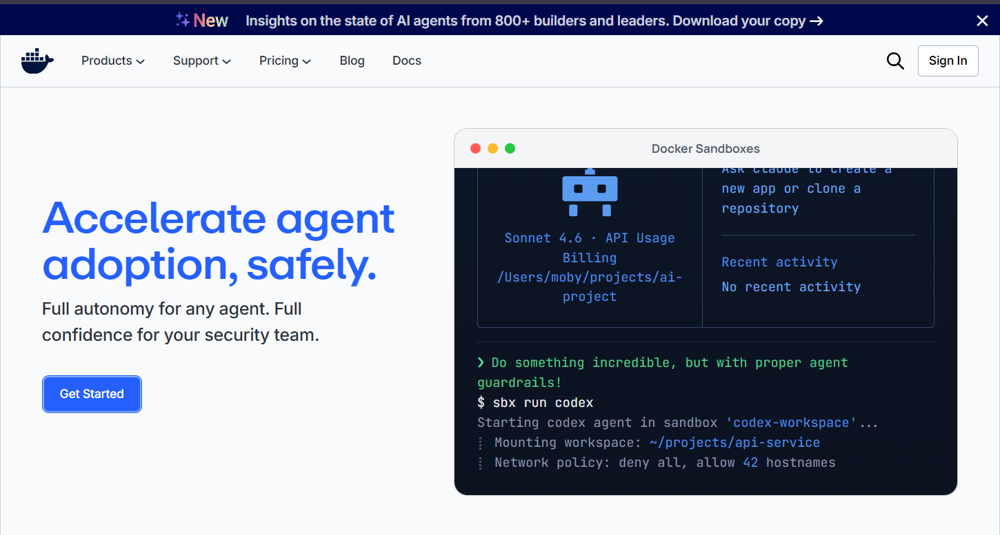 New Insights on the state of AI agents from 800+ builders and leaders. Download your copy →
Products Support Pricing Blog Docs Sign In
Accelerate agent
adoption, safely.
Full autonomy for any agent. Full
confidence for your security team.
Get Started
Docker Sandboxes
Sonnet 4.6 · API Usage
Billing
/Users/moby/projects/ai-
project
Ask claude to create a
new app or clone a
repository
Recent activity
No recent activity
❯ Do something incredible, but with proper agent
guardrails!
$ sbx run codex
Starting codex agent in sandbox 'codex-workspace'...
⋮ Mounting workspace: ~/projects/api-service
⋮ Network policy: deny all, allow 42 hostnames